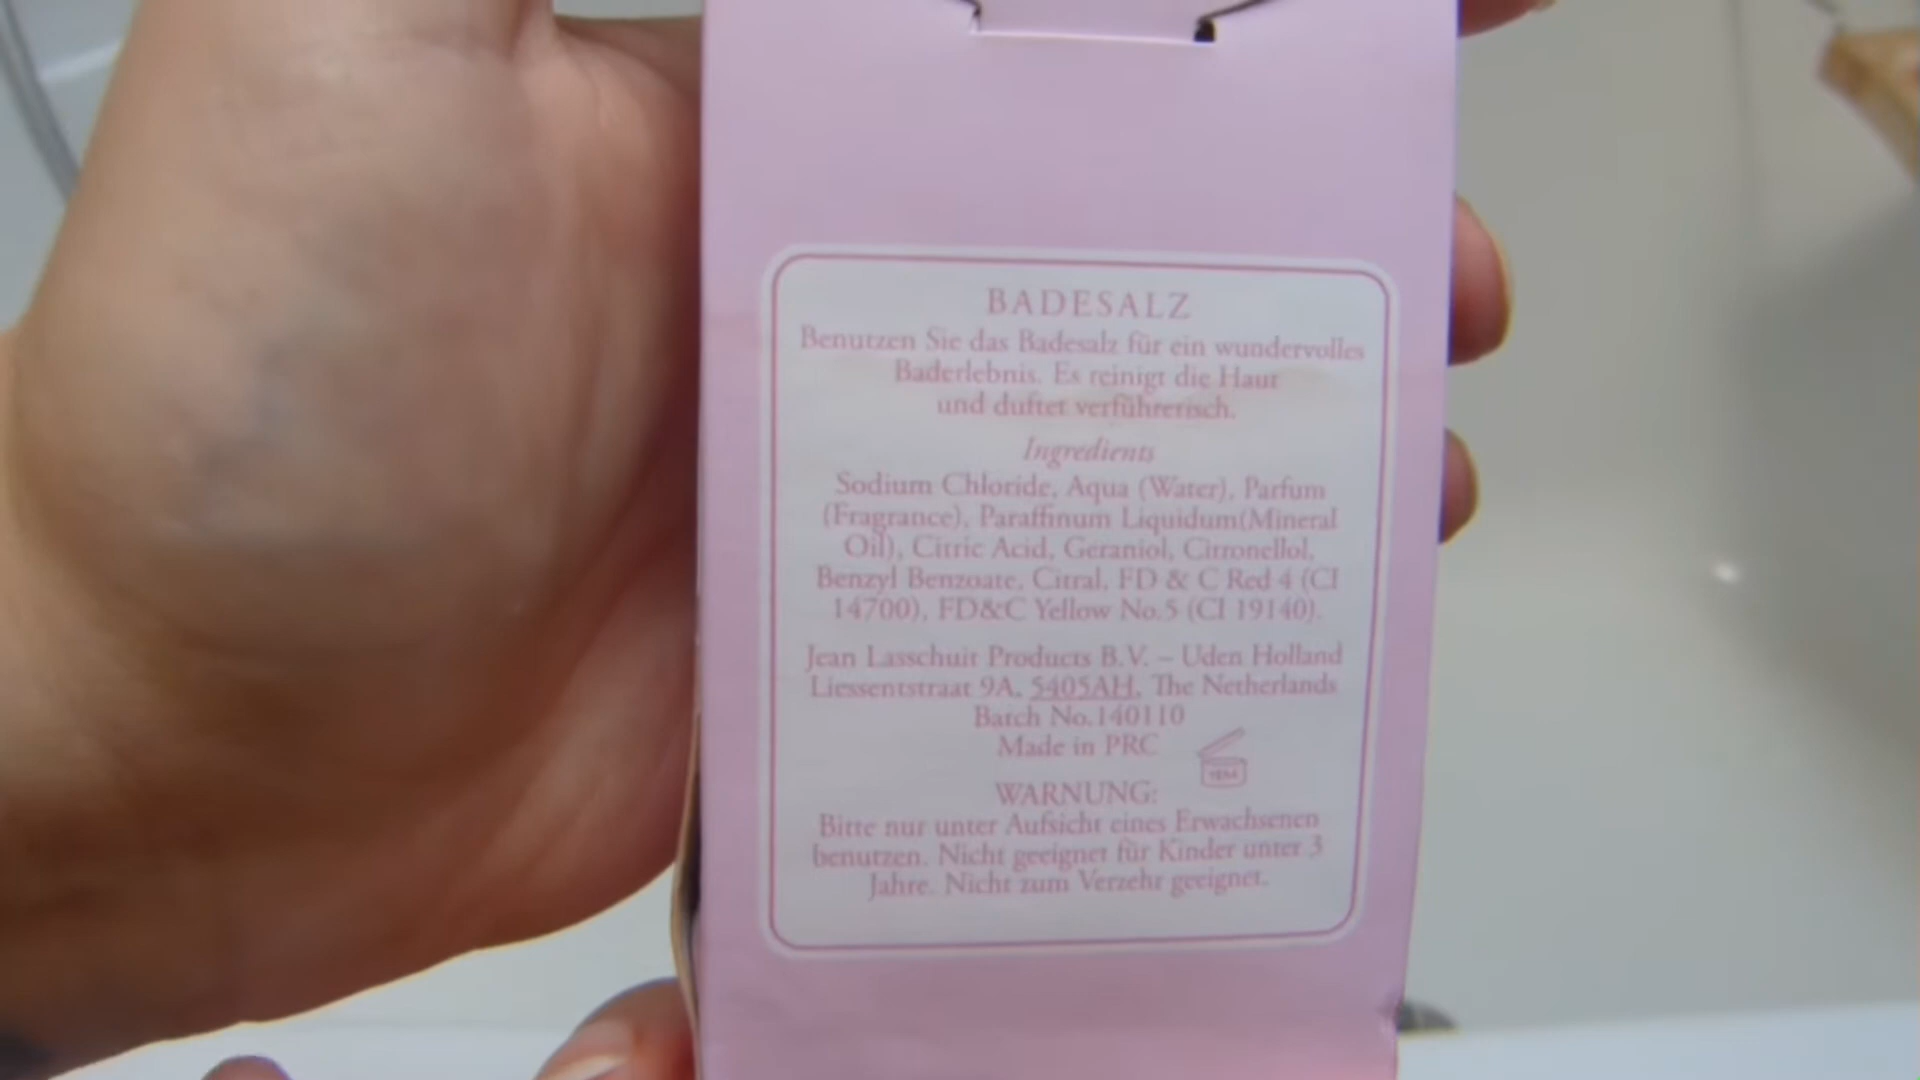 BADESALZ
Benutzen Sie das Badesalz für ein wundervolles
Baderlebnis. Es reinigt die Haut
und duftet verführerisch.
Ingredients
Sodium Chloride, Aqua (Water), Parfum
(Fragrance), Paraffinum Liquidum(Mineral
Oil), Citric Acid, Geraniol, Citronellol,
Benzyl Benzoate, Citral, FD & C Red 4 (CI
14700), FD&C Yellow No.5 (CI 19140).
Jean Lasschuit Products B.V. – Uden Holland
Liessentstraat 9A, 5405AH, The Netherlands
Batch No.140110
Made in PRC
WARNUNG:
Bitte nur unter Aufsicht eines Erwachsenen
benutzen. Nicht geeignet für Kinder unter 3
Jahre. Nicht zum Verzehr geeignet.